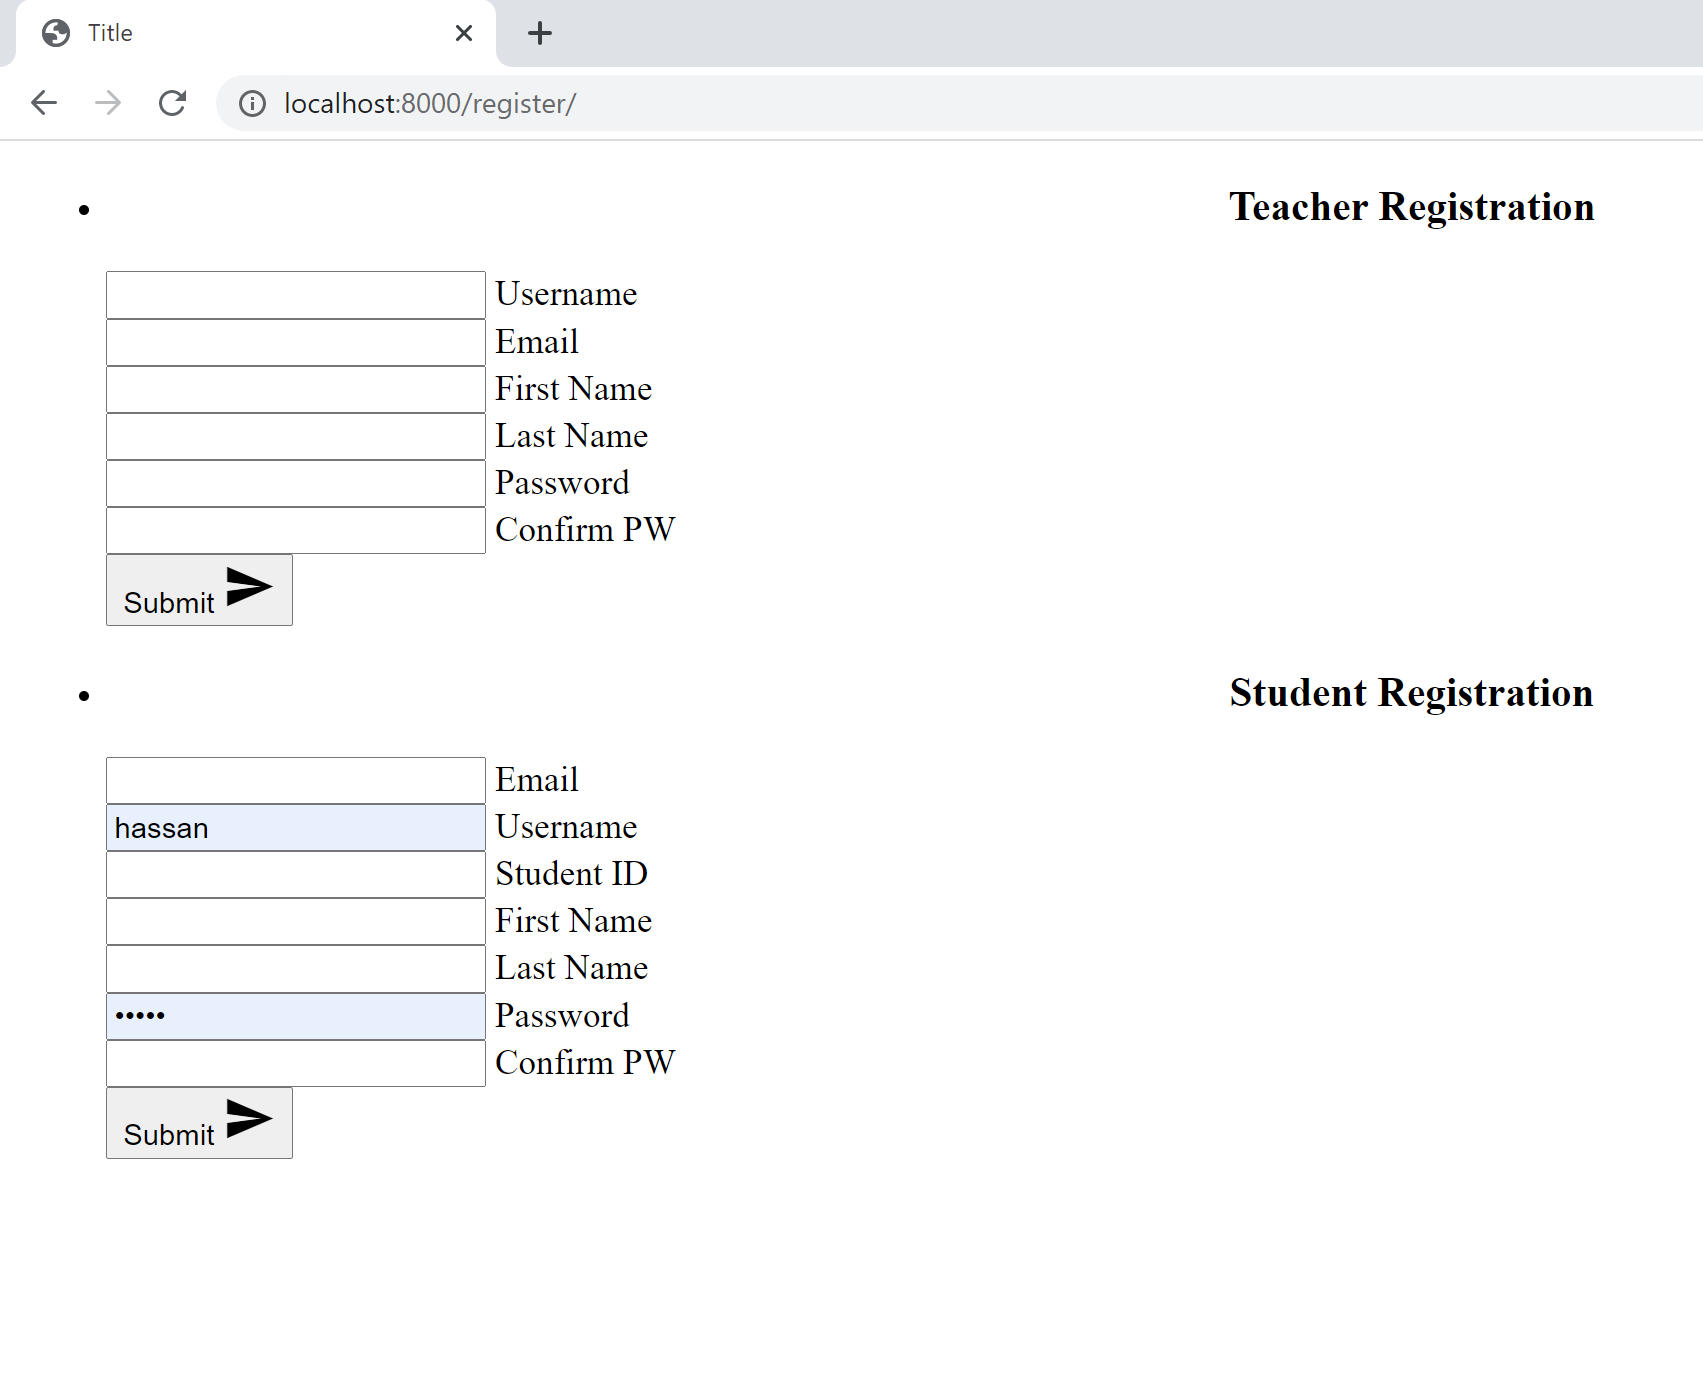 Title
localhost:8000/register/
Teacher Registration
Username
Email
First Name
Last Name
Password
Confirm PW
Submit
Student Registration
Email
hassan Username
Student ID
First Name
Last Name
••••• Password
Confirm PW
Submit